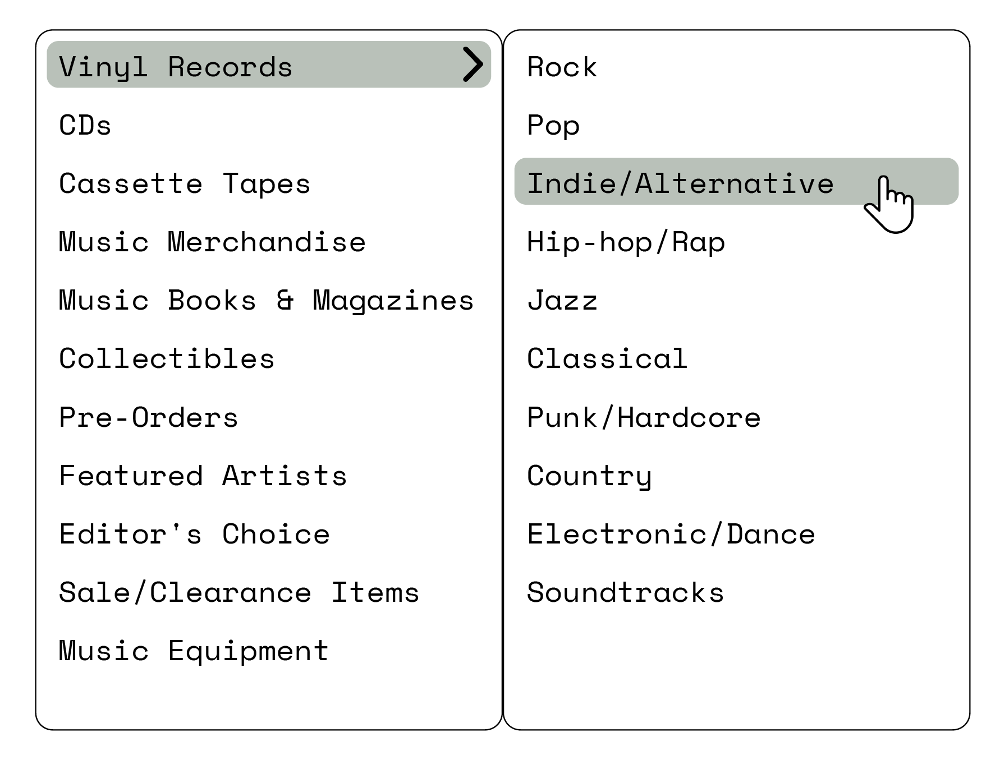 Vinyl Records
CDs
Cassette Tapes
Music Merchandise
Music Books & Magazines
Collectibles
Pre-Orders
Featured Artists
Editor's Choice
Sale/Clearance Items
Music Equipment
Rock
Pop
Indie/Alternative
Hip-hop/Rap
Jazz
Classical
Punk/Hardcore
Country
Electronic/Dance
Soundtracks